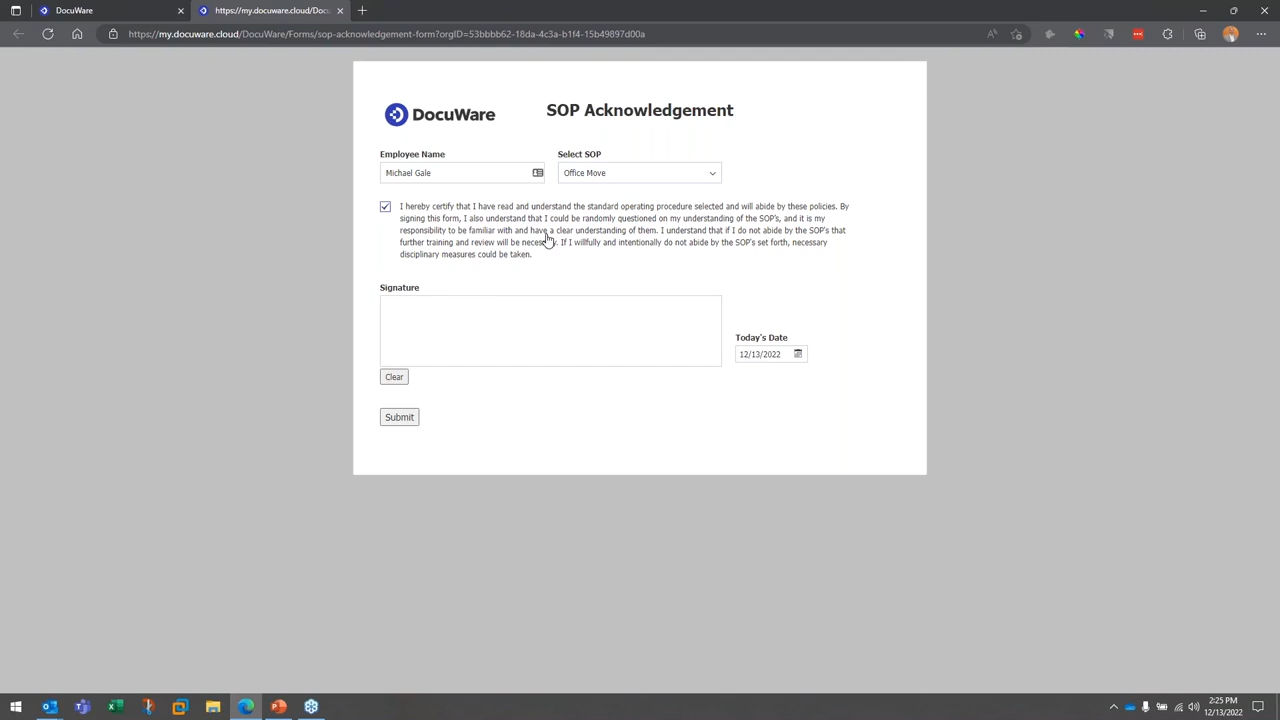 DocuWare
https://my.docuware.cloud/Docu
https://my.docuware.cloud/DocuWare/Forms/sop-acknowledgement-form?orgID=53bbbb62-18da-4c3a-b1f4-15b49897d00a
DocuWare
SOP Acknowledgement
Employee Name
Select SOP
Michael Gale
Office Move
I hereby certify that I have read and understand the standard operating procedure selected and will abide by these policies. By
signing this form, I also understand that I could be randomly questioned on my understanding of the SOP's, and it is my
responsibility to be familiar with and have a clear understanding of them. I understand that if I do not abide by the SOP's that
further training and review will be necessary. If I willfully and intentionally do not abide by the SOP's set forth, necessary
disciplinary measures could be taken.
Signature
Today's Date
12/13/2022
Clear
Submit
2:25 PM
12/13/2022